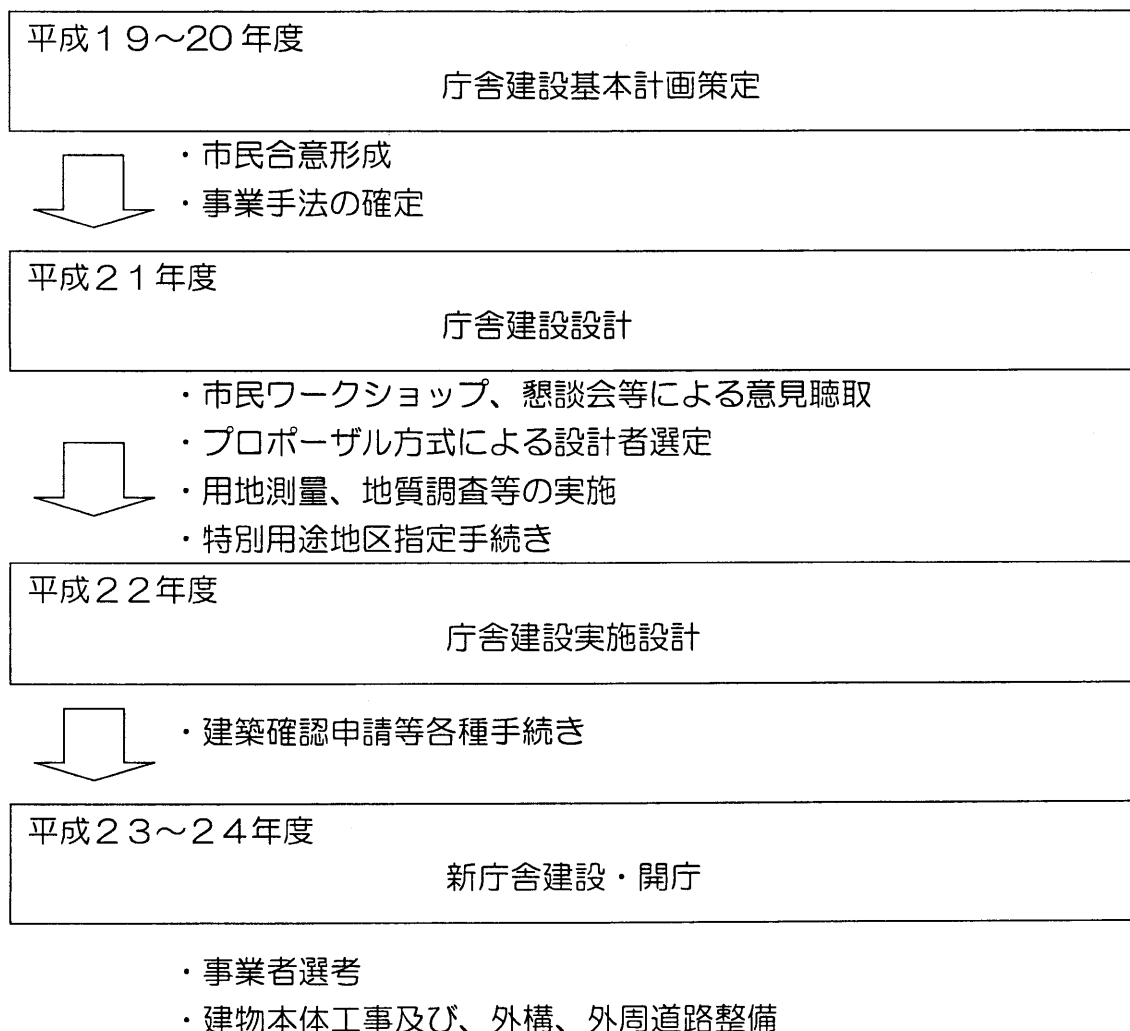 平成１９～20年度
庁舎建設基本計画策定
・市民合意形成
・事業手法の確定
平成２１年度
庁舎建設設計
・市民ワークショップ、懇談会等による意見聴取
・プロポーザル方式による設計者選定
・用地測量、地質調査等の実施
・特別用途地区指定手続き
平成２２年度
庁舎建設実施設計
・建築確認申請等各種手続き
平成２３～２４年度
新庁舎建設・開庁
・事業者選考
・建物本体工事及び、外構、外周道路整備